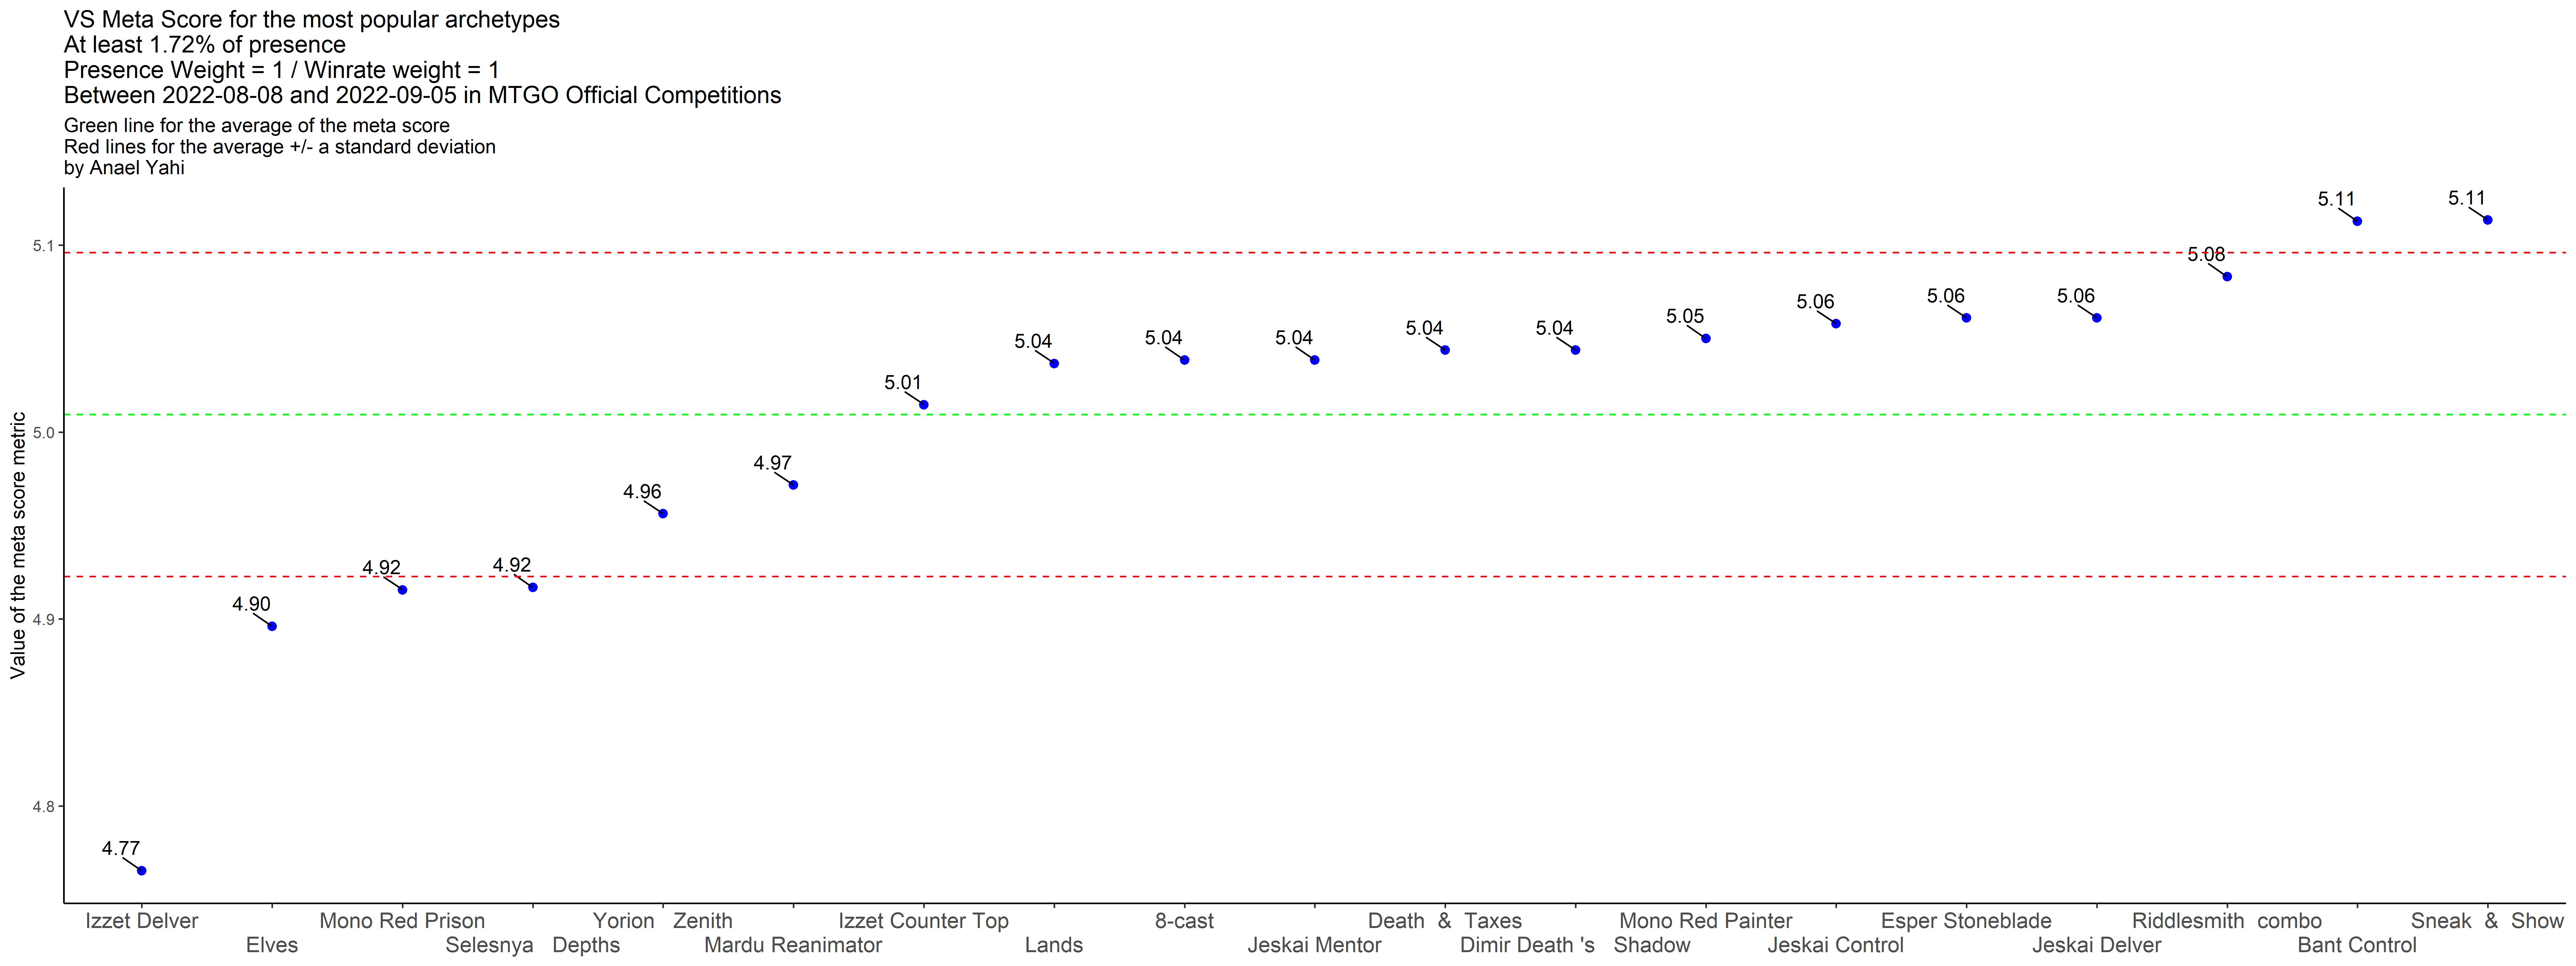 VS Meta Score for the most popular archetypes
At least 1.72% of presence
Presence Weight = 1 / Winrate weight = 1
Between 2022-08-08 and 2022-09-05 in MTGO Official Competitions
Green line for the average of the meta score
Red lines for the average +/- a standard deviation
by Anael Yahi
Value of the meta score metric
5.1
5.0
4.9
4.8
4.77
4.90
4.92
4.92
4.96
4.97
5.01
5.04
5.04
5.04
5.04
5.04
5.05
5.06
5.06
5.06
5.08
5.11
5.11
Izzet Delver
Elves
Mono Red Prison
Selesnya Depths
Yorion Zenith
Mardu Reanimator
Izzet Counter Top
Lands
8-cast
Jeskai Mentor
Death & Taxes
Dimir Death 's Shadow
Mono Red Painter
Jeskai Control
Esper Stoneblade
Jeskai Delver
Riddlesmith combo
Bant Control
Sneak & Show